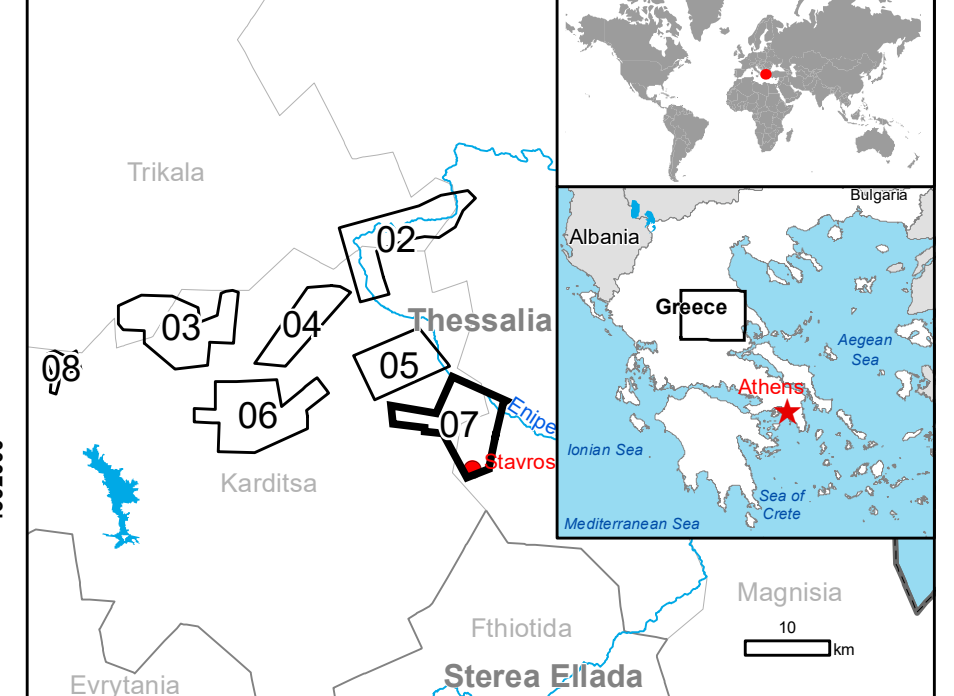 Trikala
02
03
04
Thessalia
08
05
06
07
Enipe
Stavros
Karditsa
Bulgaria
Albania
Greece
Aegean
Sea
Athens
Ionian Sea
Sea of
Crete
Mediterranean Sea
Magnisia
Fthiotida
10
km
Sterea Ellada
Evrytania